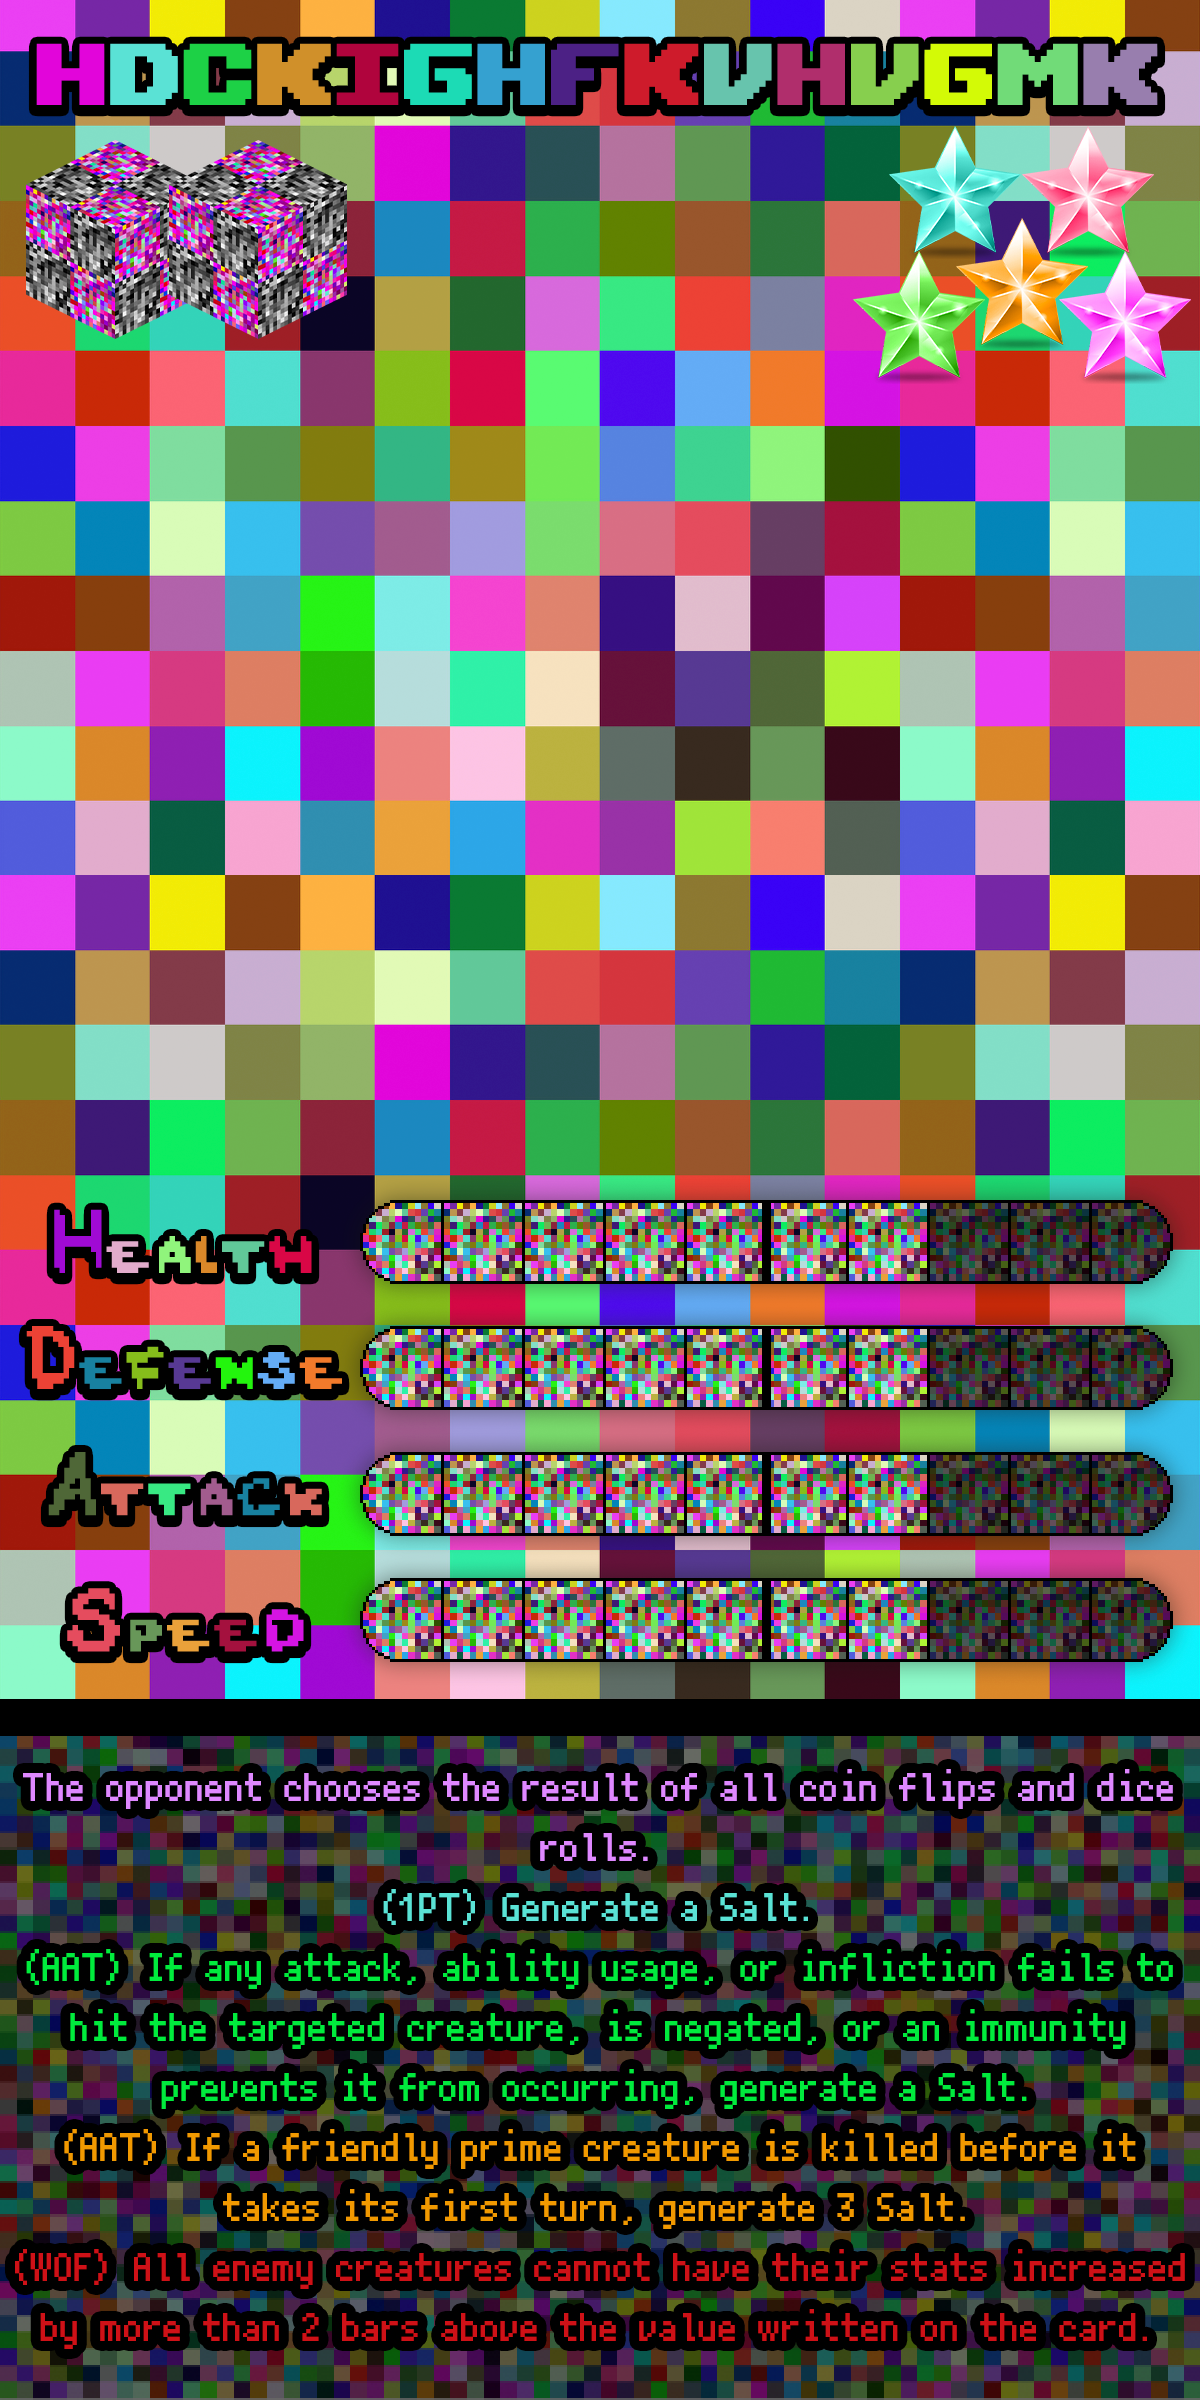 HDCKIGHFKVHVGMK
Health
Defense
Attack
Speed
The opponent chooses the result of all coin flips and dice
rolls.
(1PT) Generate a Salt.
(AAT) If any attack, ability usage, or infliction fails to
hit the targeted creature, is negated, or an immunity
prevents it from occurring, generate a Salt.
(AAT) If a friendly prime creature is killed before it
takes its first turn, generate 3 Salt.
(WOF) All enemy creatures cannot have their stats increased
by more than 2 bars above the value written on the card.